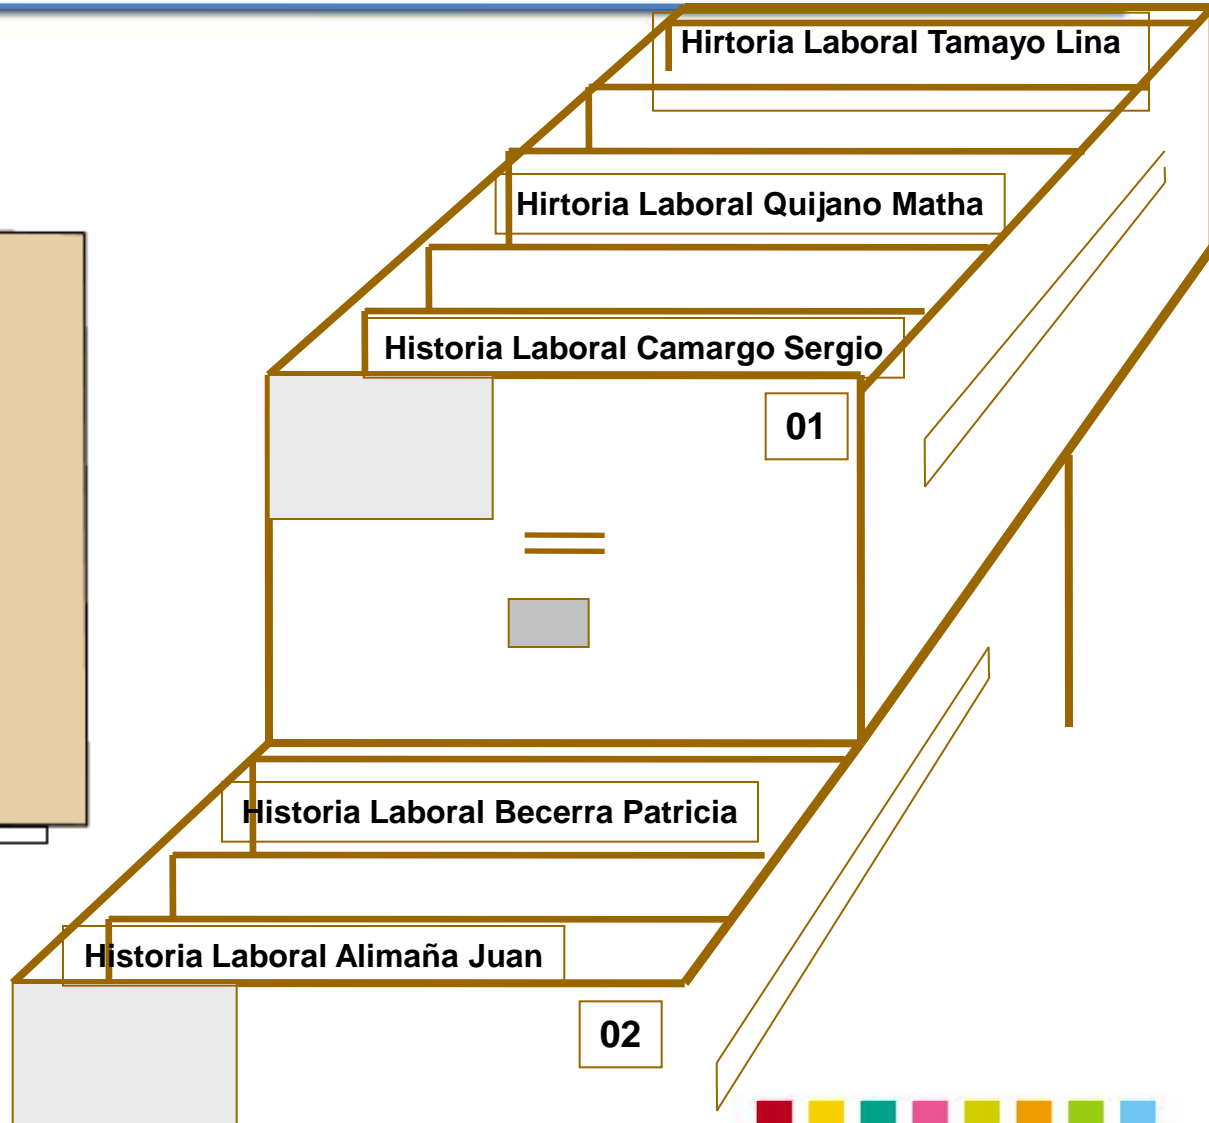 Hirtoria Laboral Tamayo Lina
Hirtoria Laboral Quijano Matha
Historia Laboral Camargo Sergio
01
Historia Laboral Becerra Patricia
Historia Laboral Alimaña Juan
02